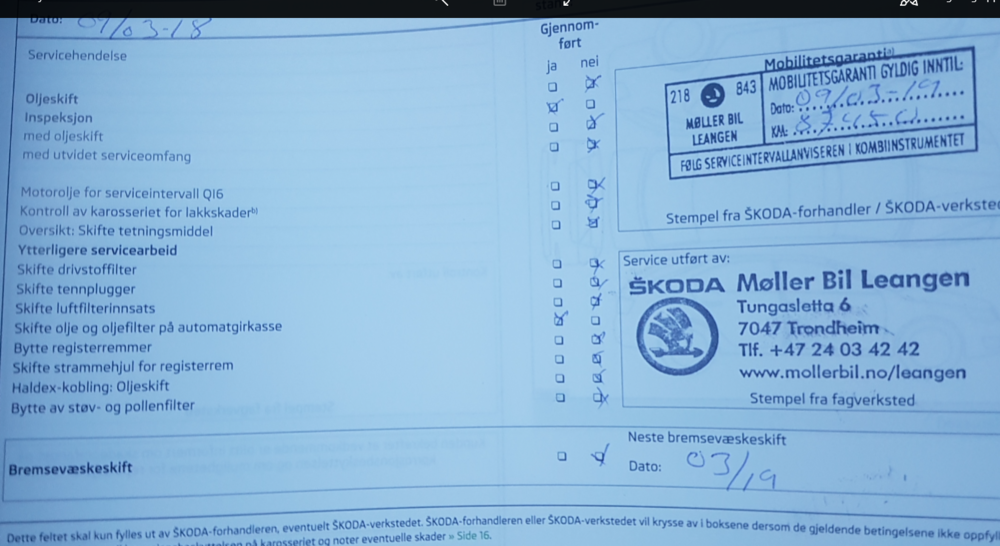 Dato: 09/03-18
Gjennom-
ført
Servicehendelse
ja nei
Oljeskift
Inspeksjon
med oljeskift
med utvidet serviceomfang
Motorolje for serviceintervall QI6
Kontroll av karosseriet for lakkskader b)
Oversikt: Skifte tetningsmiddel
Ytterligere servicearbeid
Skifte drivstoffilter
Skifte tennplugger
Skifte luftfilterinnsats
Skifte olje og oljefilter på automatgirkasse
Bytte registerremmer
Skifte strammehjul for registerrem
Haldex-kobling: Oljeskift
Bytte av støv- og pollenfilter
Bremsevæskeskift
Mobilitetsgaranti a)
218 843
MØLLER BIL
LEANGEN
MOBILITETSGARANTI GYLDIG INNTIL:
Dato: 09/03-19
KM: 87450
FØLG SERVICEINTERVALLANVISEREN I KOMBIINSTRUMENTET
Stempel fra ŠKODA-forhandler / ŠKODA-verksted
Service utført av:
ŠKODA Møller Bil Leangen
Tungasletta 6
7047 Trondheim
Tlf. +47 24 03 42 42
www.mollerbil.no/leangen
Stempel fra fagverksted
Neste bremsevæskeskift
Dato: 03/19
Dette feltet skal kun fylles ut av ŠKODA-forhandleren, eventuelt ŠKODA-verkstedet. ŠKODA-forhandleren eller ŠKODA-verkstedet vil krysse av i boksene dersom de gjeldende betingelsene ikke
på karosseriet og noter eventuelle skader » Side 16.